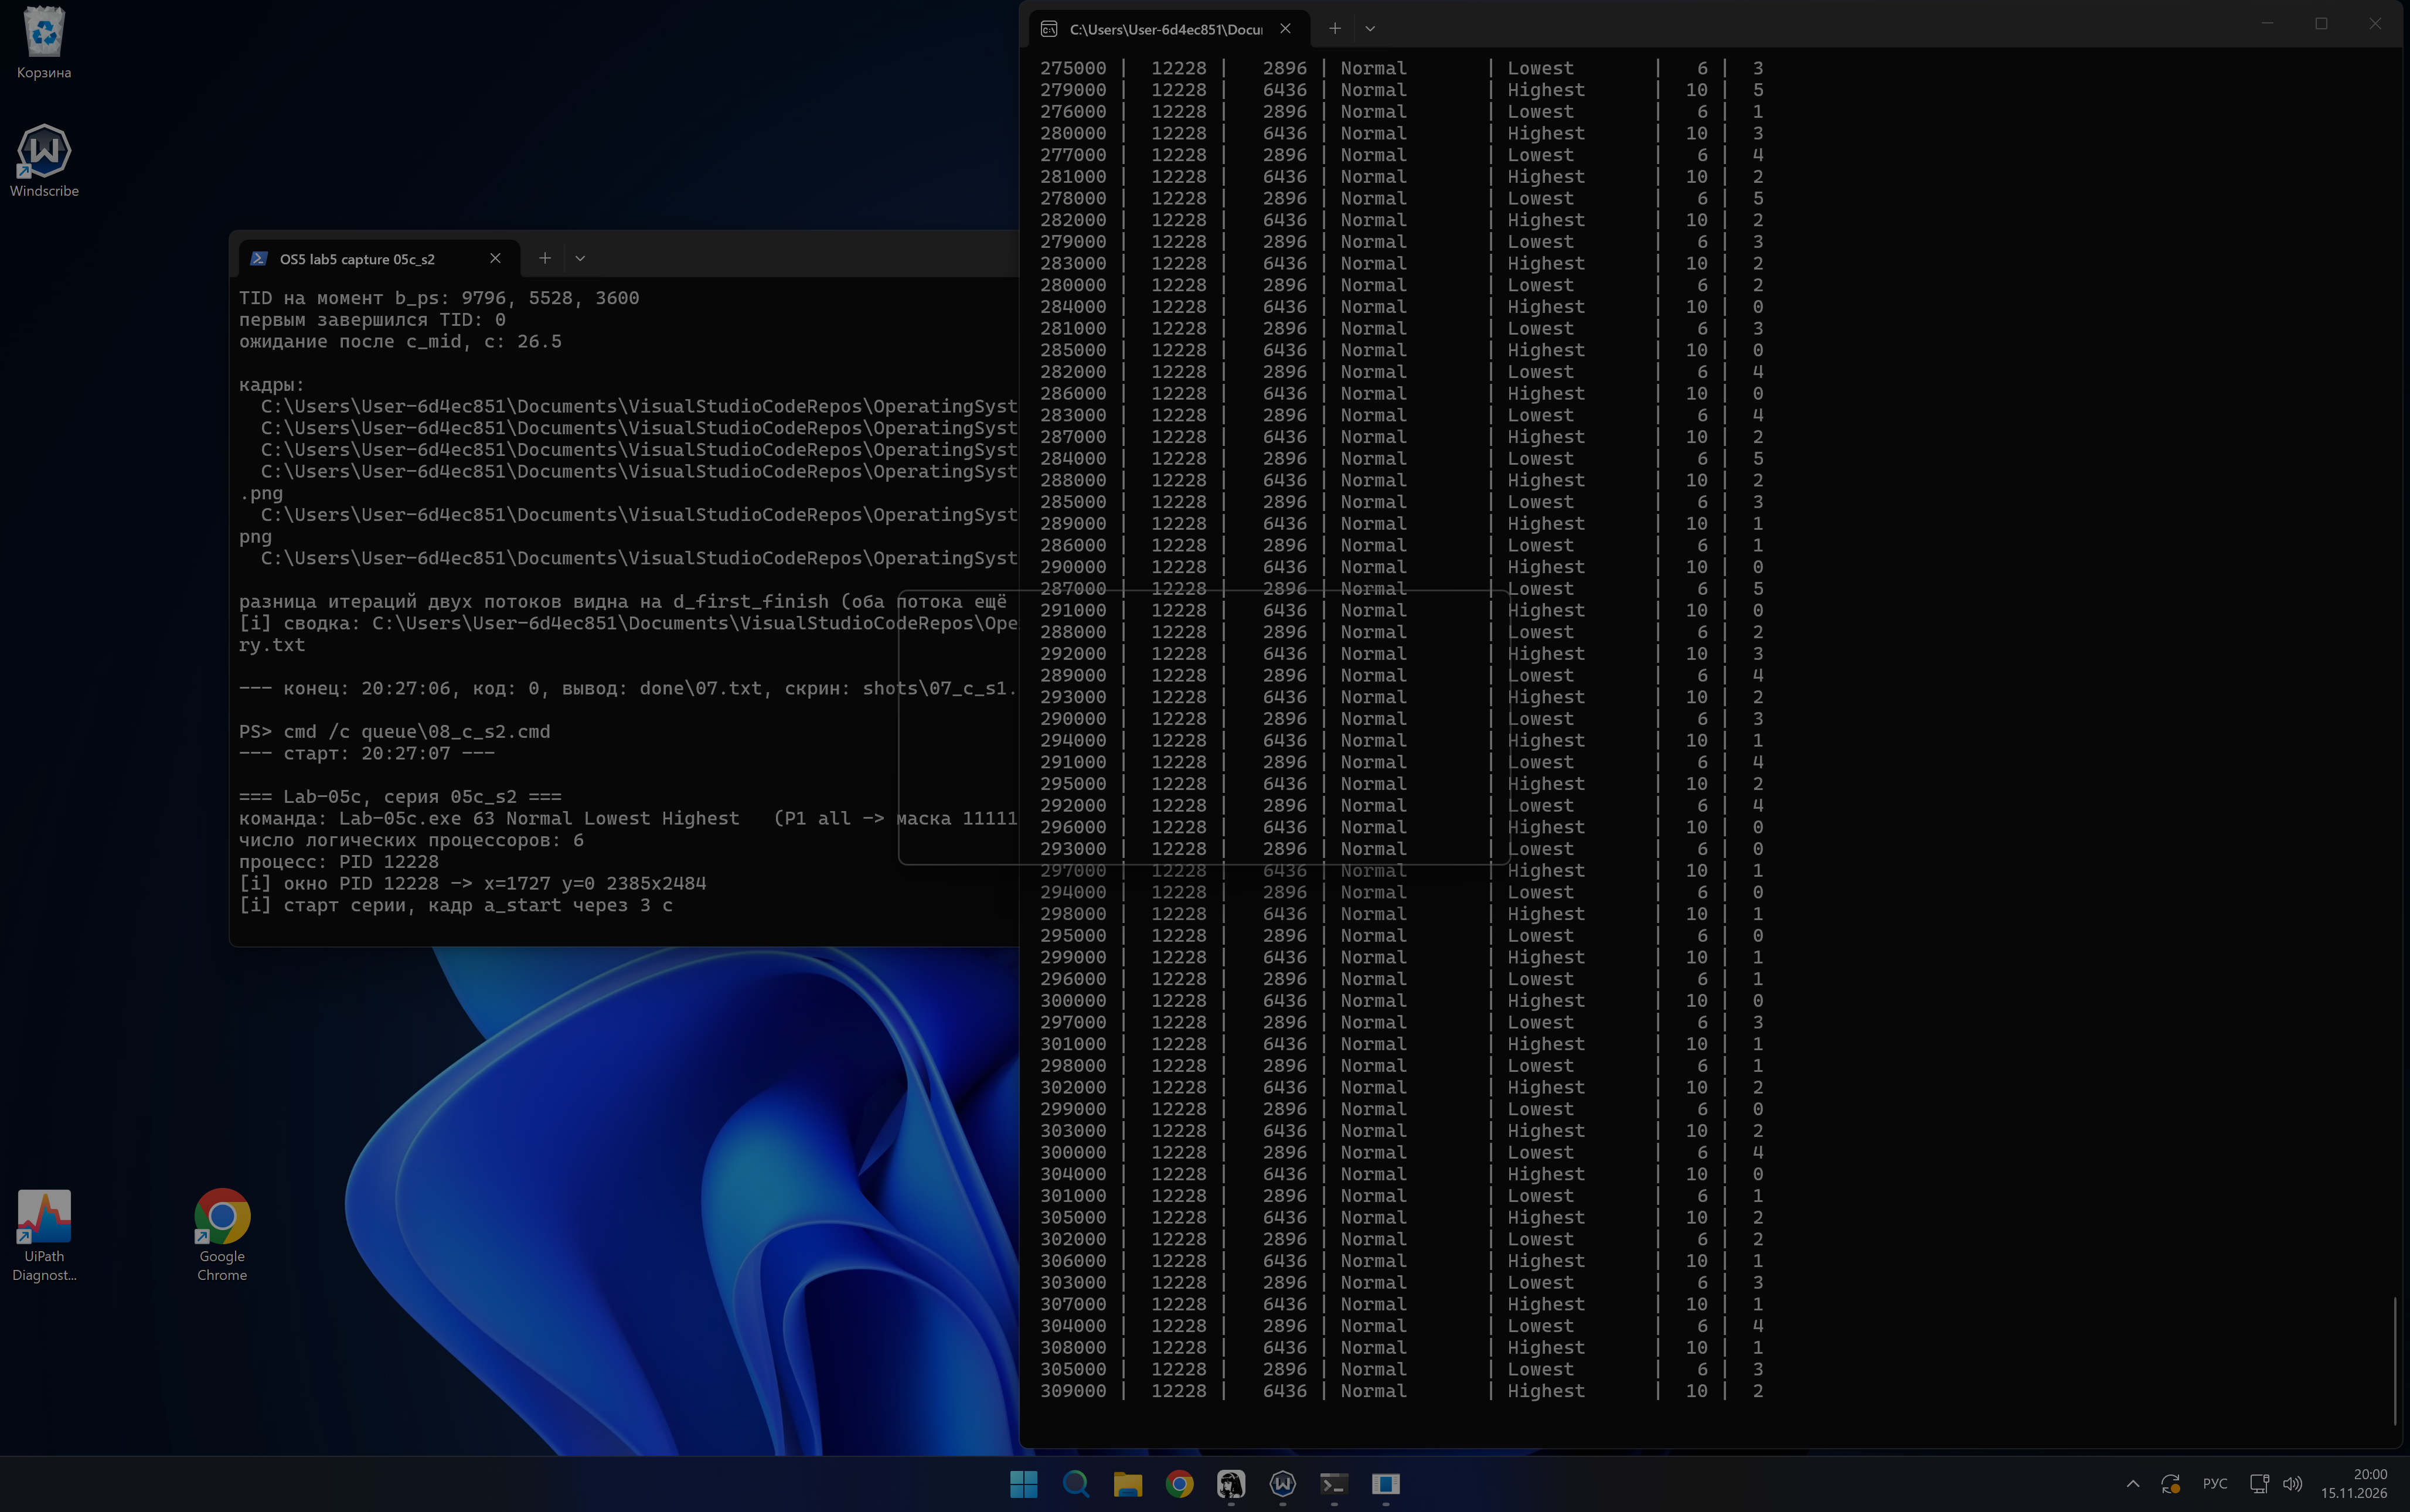 Корзина
Windscribe
UiPath
Diagnost...
Google
Chrome
OS5 lab5 capture 05c_s2
TID на момент b_ps: 9796, 5528, 3600
первым завершился TID: 0
ожидание после c_mid, с: 26.5
кадры:
C:\Users\User-6d4ec851\Documents\VisualStudioCodeRepos\OperatingSyst
C:\Users\User-6d4ec851\Documents\VisualStudioCodeRepos\OperatingSyst
C:\Users\User-6d4ec851\Documents\VisualStudioCodeRepos\OperatingSyst
C:\Users\User-6d4ec851\Documents\VisualStudioCodeRepos\OperatingSyst
.png
C:\Users\User-6d4ec851\Documents\VisualStudioCodeRepos\OperatingSyst
png
C:\Users\User-6d4ec851\Documents\VisualStudioCodeRepos\OperatingSyst
разница итераций двух потоков видна на d_first_finish (оба потока ещё
[i] сводка: C:\Users\User-6d4ec851\Documents\VisualStudioCodeRepos\Ope
ry.txt
--- конец: 20:27:06, код: 0, вывод: done\07.txt, скрин: shots\07_c_s1.
PS> cmd /c queue\08_c_s2.cmd
--- старт: 20:27:07 ---
=== Lab-05c, серия 05c_s2 ===
команда: Lab-05c.exe 63 Normal Lowest Highest   (P1 all -> маска 11111
число логических процессоров: 6
процесс: PID 12228
[i] окно PID 12228 -> x=1727 y=0 2385x2484
[i] старт серии, кадр a_start через 3 с
C:\Users\User-6d4ec851\Docu
275000 | 12228 | 2896 | Normal | Lowest | 6 | 3
279000 | 12228 | 6436 | Normal | Highest | 10 | 5
276000 | 12228 | 2896 | Normal | Lowest | 6 | 1
280000 | 12228 | 6436 | Normal | Highest | 10 | 3
277000 | 12228 | 2896 | Normal | Lowest | 6 | 4
281000 | 12228 | 6436 | Normal | Highest | 10 | 2
278000 | 12228 | 2896 | Normal | Lowest | 6 | 5
282000 | 12228 | 6436 | Normal | Highest | 10 | 2
279000 | 12228 | 2896 | Normal | Lowest | 6 | 3
283000 | 12228 | 6436 | Normal | Highest | 10 | 2
280000 | 12228 | 2896 | Normal | Lowest | 6 | 2
284000 | 12228 | 6436 | Normal | Highest | 10 | 0
281000 | 12228 | 2896 | Normal | Lowest | 6 | 3
285000 | 12228 | 6436 | Normal | Highest | 10 | 0
282000 | 12228 | 2896 | Normal | Lowest | 6 | 4
286000 | 12228 | 6436 | Normal | Highest | 10 | 0
283000 | 12228 | 2896 | Normal | Lowest | 6 | 4
287000 | 12228 | 6436 | Normal | Highest | 10 | 2
284000 | 12228 | 2896 | Normal | Lowest | 6 | 5
288000 | 12228 | 6436 | Normal | Highest | 10 | 2
285000 | 12228 | 2896 | Normal | Lowest | 6 | 3
289000 | 12228 | 6436 | Normal | Highest | 10 | 1
286000 | 12228 | 2896 | Normal | Lowest | 6 | 1
290000 | 12228 | 6436 | Normal | Highest | 10 | 0
287000 | 12228 | 2896 | Normal | Lowest | 6 | 5
291000 | 12228 | 6436 | Normal | Highest | 10 | 0
288000 | 12228 | 2896 | Normal | Lowest | 6 | 2
292000 | 12228 | 6436 | Normal | Highest | 10 | 3
289000 | 12228 | 2896 | Normal | Lowest | 6 | 4
293000 | 12228 | 6436 | Normal | Highest | 10 | 2
290000 | 12228 | 2896 | Normal | Lowest | 6 | 3
294000 | 12228 | 6436 | Normal | Highest | 10 | 1
291000 | 12228 | 2896 | Normal | Lowest | 6 | 4
295000 | 12228 | 6436 | Normal | Highest | 10 | 2
292000 | 12228 | 2896 | Normal | Lowest | 6 | 4
296000 | 12228 | 6436 | Normal | Highest | 10 | 0
293000 | 12228 | 2896 | Normal | Lowest | 6 | 0
297000 | 12228 | 6436 | Normal | Highest | 10 | 1
294000 | 12228 | 2896 | Normal | Lowest | 6 | 0
298000 | 12228 | 6436 | Normal | Highest | 10 | 1
295000 | 12228 | 2896 | Normal | Lowest | 6 | 0
299000 | 12228 | 6436 | Normal | Highest | 10 | 1
296000 | 12228 | 2896 | Normal | Lowest | 6 | 1
300000 | 12228 | 6436 | Normal | Highest | 10 | 0
297000 | 12228 | 2896 | Normal | Lowest | 6 | 3
301000 | 12228 | 6436 | Normal | Highest | 10 | 1
298000 | 12228 | 2896 | Normal | Lowest | 6 | 1
302000 | 12228 | 6436 | Normal | Highest | 10 | 2
299000 | 12228 | 2896 | Normal | Lowest | 6 | 0
303000 | 12228 | 6436 | Normal | Highest | 10 | 2
300000 | 12228 | 2896 | Normal | Lowest | 6 | 4
304000 | 12228 | 6436 | Normal | Highest | 10 | 0
301000 | 12228 | 2896 | Normal | Lowest | 6 | 1
305000 | 12228 | 6436 | Normal | Highest | 10 | 2
302000 | 12228 | 2896 | Normal | Lowest | 6 | 2
306000 | 12228 | 6436 | Normal | Highest | 10 | 1
303000 | 12228 | 2896 | Normal | Lowest | 6 | 3
307000 | 12228 | 6436 | Normal | Highest | 10 | 1
304000 | 12228 | 2896 | Normal | Lowest | 6 | 4
308000 | 12228 | 6436 | Normal | Highest | 10 | 1
305000 | 12228 | 2896 | Normal | Lowest | 6 | 3
309000 | 12228 | 6436 | Normal | Highest | 10 | 2
РУС
20:00
15.11.2026